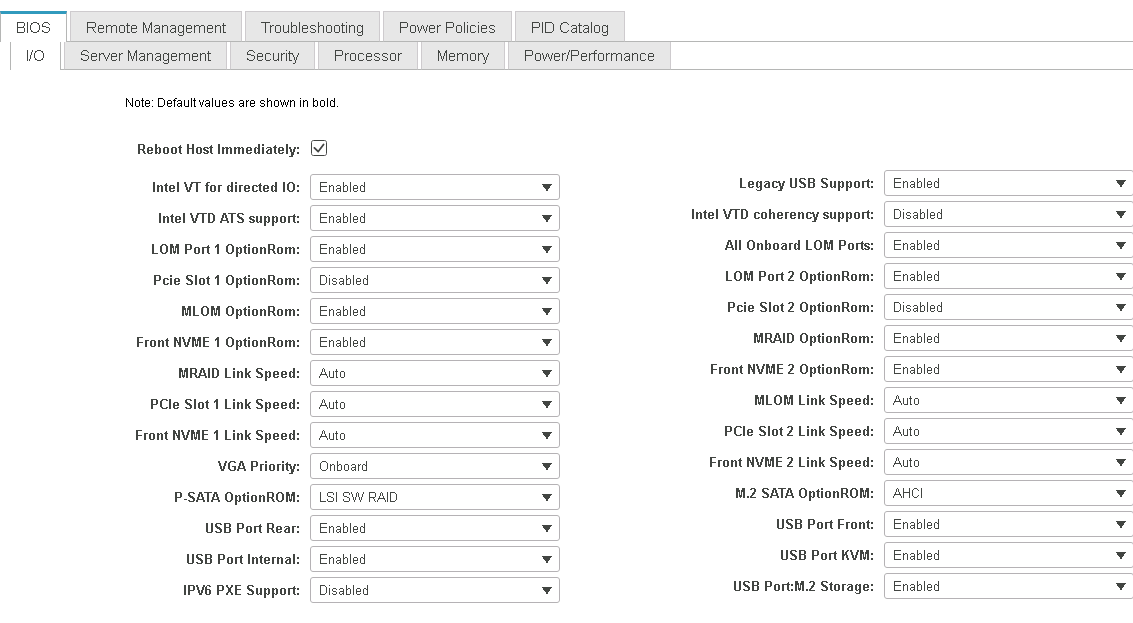 BIOS Remote Management Troubleshooting Power Policies PID Catalog
I/O Server Management Security Processor Memory Power/Performance
Note: Default values are shown in bold.
Reboot Host Immediately:
Intel VT for directed IO: Enabled
Intel VTD ATS support: Enabled
LOM Port 1 OptionRom: Enabled
Pcie Slot 1 OptionRom: Disabled
MLOM OptionRom: Enabled
Front NVME 1 OptionRom: Enabled
MRAID Link Speed: Auto
PCIe Slot 1 Link Speed: Auto
Front NVME 1 Link Speed: Auto
VGA Priority: Onboard
P-SATA OptionROM: LSI SW RAID
USB Port Rear: Enabled
USB Port Internal: Enabled
IPV6 PXE Support: Disabled
Legacy USB Support: Enabled
Intel VTD coherency support: Disabled
All Onboard LOM Ports: Enabled
LOM Port 2 OptionRom: Enabled
Pcie Slot 2 OptionRom: Disabled
MRAID OptionRom: Enabled
Front NVME 2 OptionRom: Enabled
MLOM Link Speed: Auto
PCIe Slot 2 Link Speed: Auto
Front NVME 2 Link Speed: Auto
M.2 SATA OptionROM: AHCI
USB Port Front: Enabled
USB Port KVM: Enabled
USB Port:M.2 Storage: Enabled